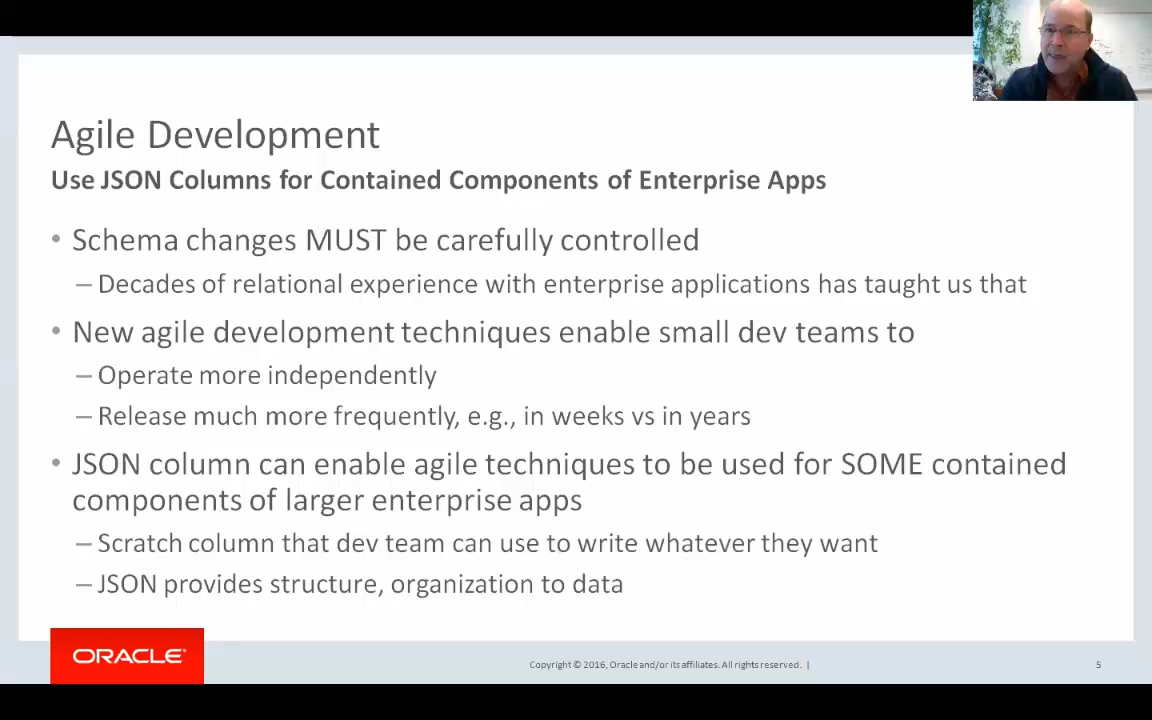 Agile Development
Use JSON Columns for Contained Components of Enterprise Apps
• Schema changes MUST be carefully controlled
– Decades of relational experience with enterprise applications has taught us that
• New agile development techniques enable small dev teams to
– Operate more independently
– Release much more frequently, e.g., in weeks vs in years
• JSON column can enable agile techniques to be used for SOME contained
components of larger enterprise apps
– Scratch column that dev team can use to write whatever they want
– JSON provides structure, organization to data
ORACLE®
Copyright © 2016, Oracle and/or its affiliates. All rights reserved. |
5